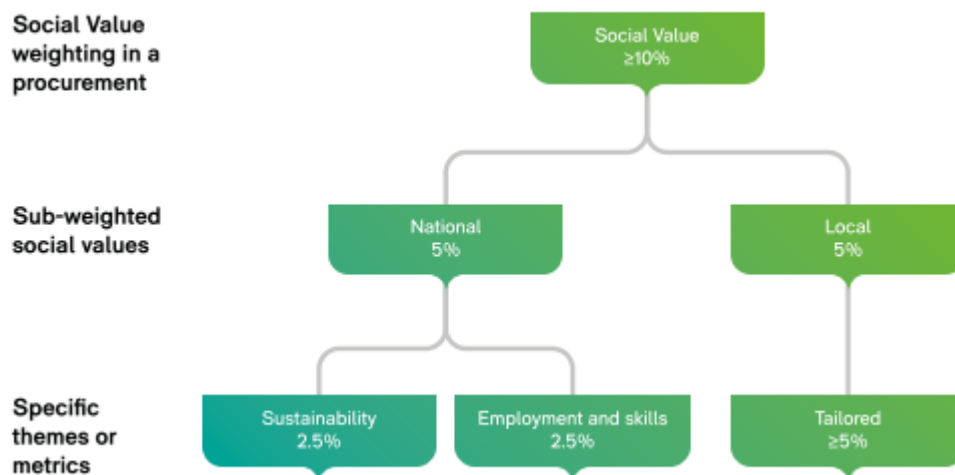 Social Value
weighting in a
procurement
Social Value
≥10%
Sub-weighted
social values
National
5%
Local
5%
Specific
themes or
metrics
Sustainability
2.5%
Employment and skills
2.5%
Tailored
≥5%